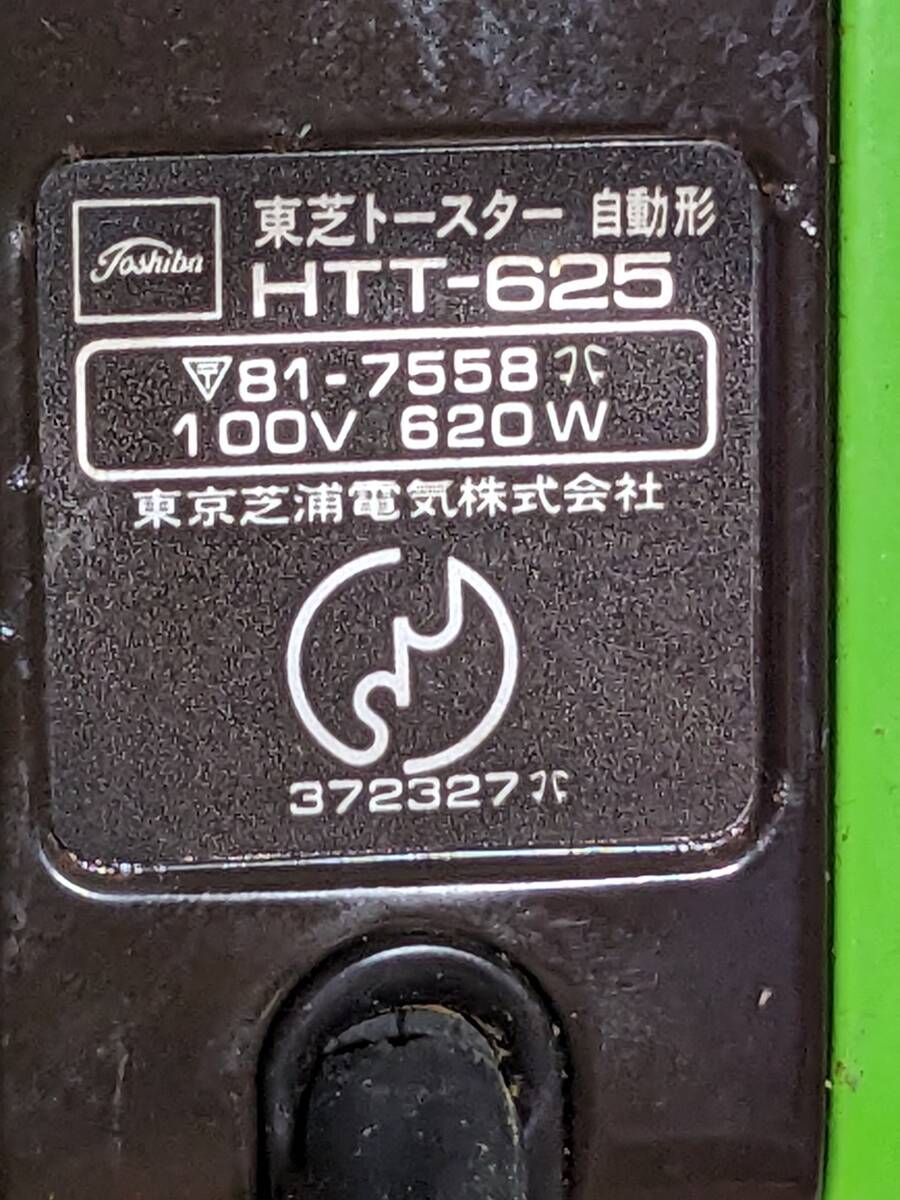 Toshiba
東芝トースター 自動形
HTT-625
〒81-7558
100V 620W
東京芝浦電気株式会社
372327